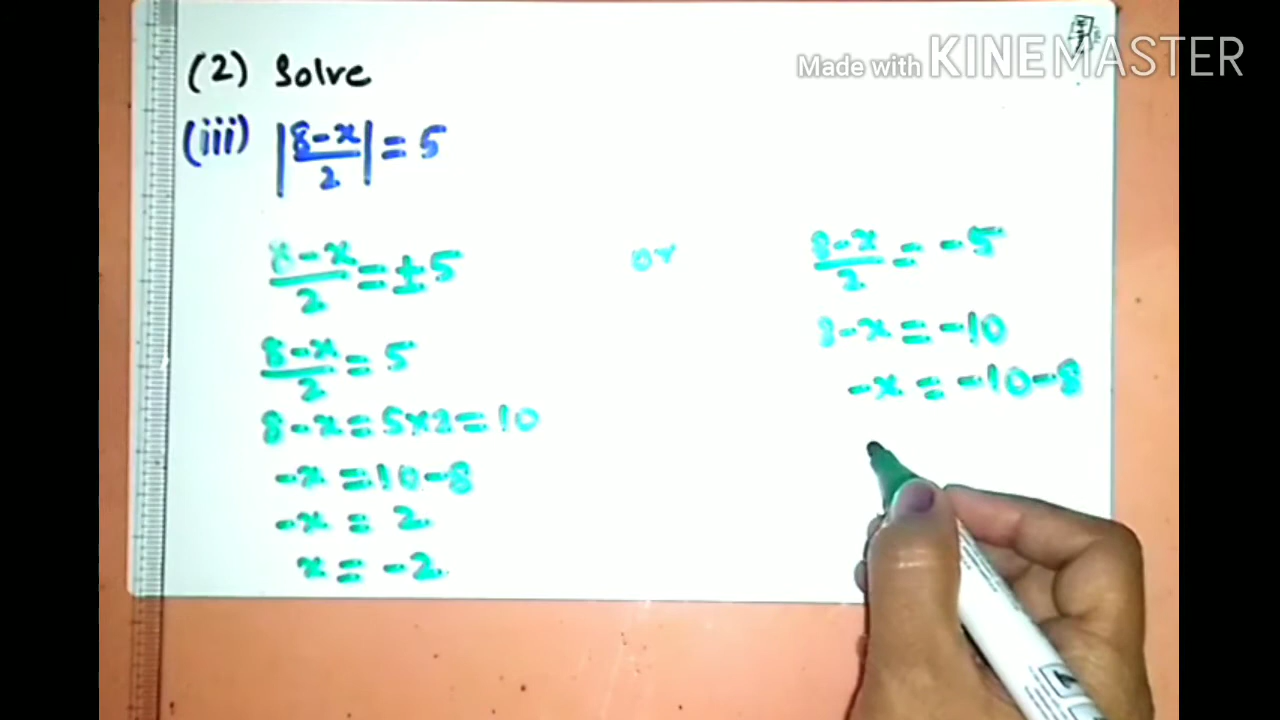 Made with KINEMASTER
(2) Solve
(iii) |8-x/2| = 5
8-x/2 = ±5
8-x/2 = 5
8-x = 5×2 = 10
-x = 10-8
-x = 2
x = -2
or
8-x/2 = -5
8-x = -10
-x = -10-8